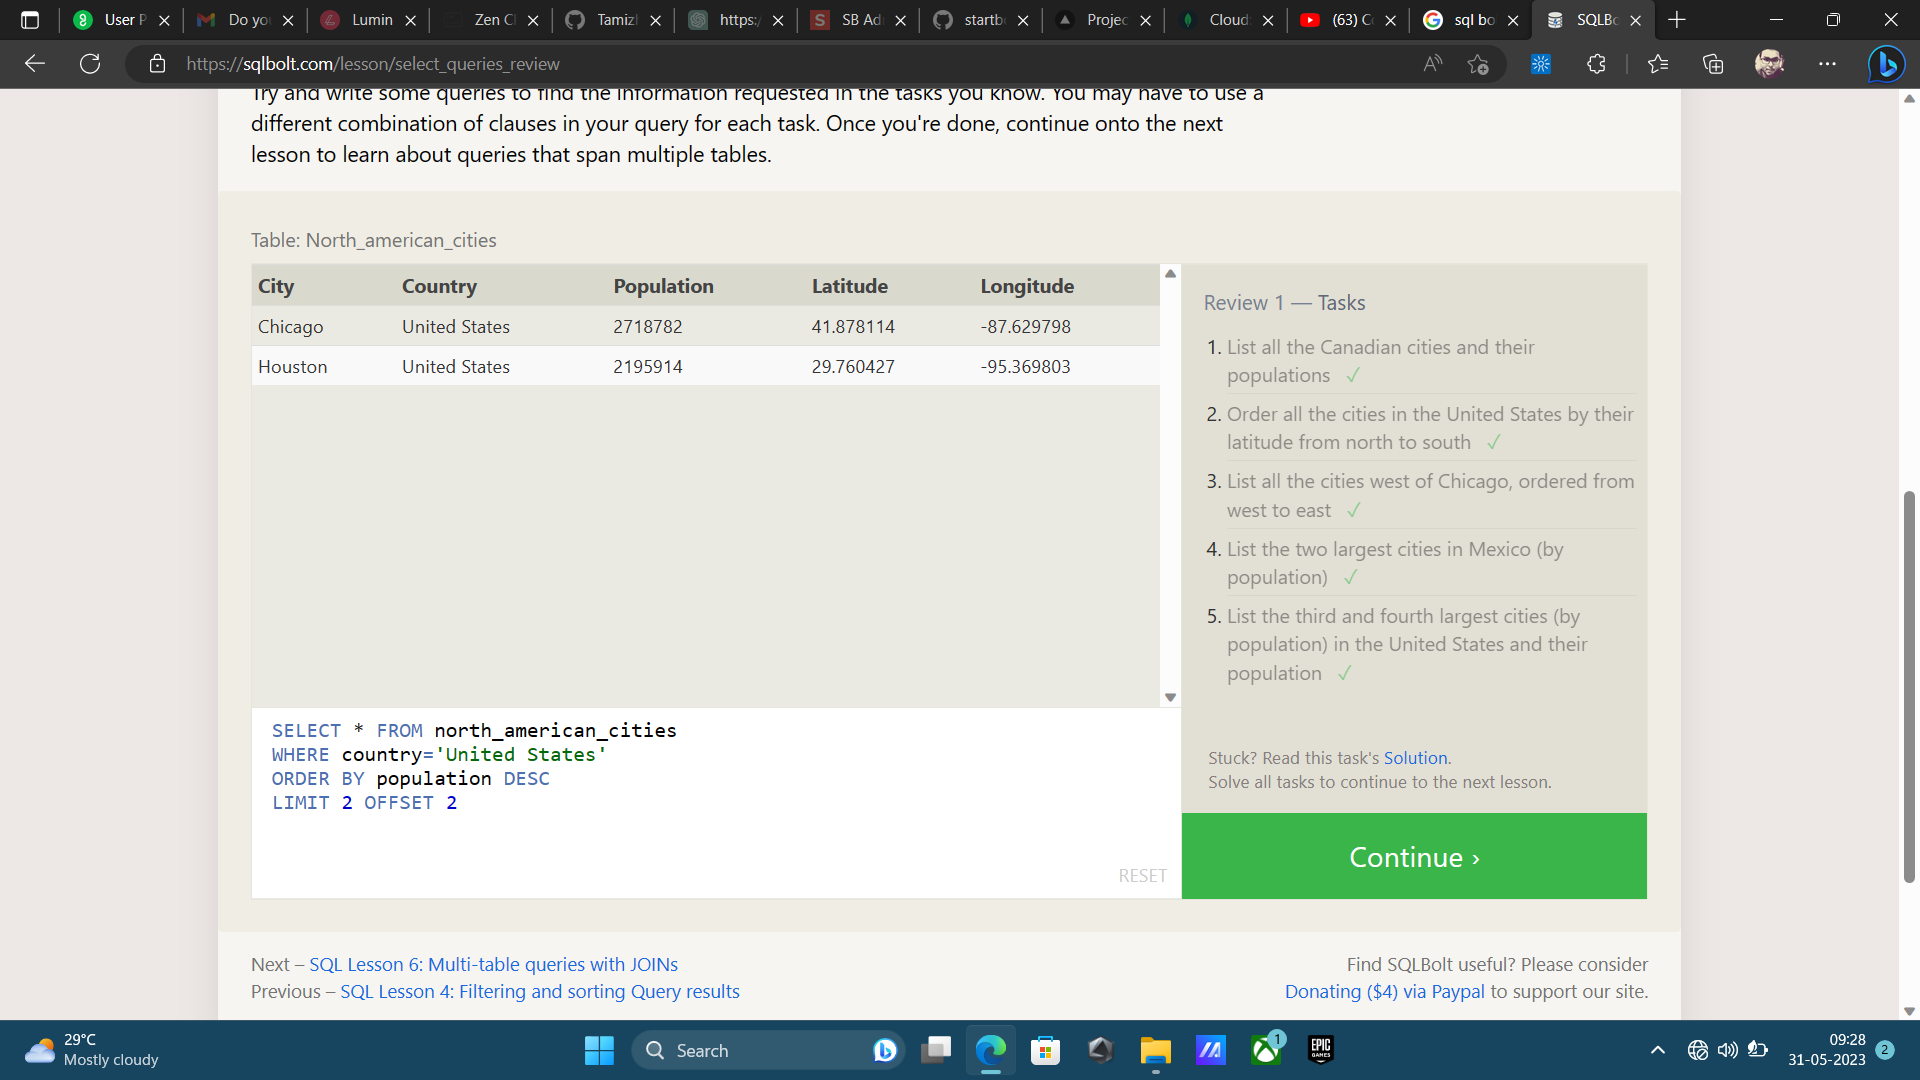 User P
Do you
Lumin
Zen Cl
Tamizh
https:/
SB Ad
startb
Projec
Cloud
(63) C
sql bo
SQLBo
https://sqlbolt.com/lesson/select_queries_review
Try and write some queries to find the information requested in the tasks you know. You may have to use a
different combination of clauses in your query for each task. Once you're done, continue onto the next
lesson to learn about queries that span multiple tables.
Table: North_american_cities
City Country Population Latitude Longitude
Chicago United States 2718782 41.878114 -87.629798
Houston United States 2195914 29.760427 -95.369803
Review 1 — Tasks
1. List all the Canadian cities and their
populations ✓
2. Order all the cities in the United States by their
latitude from north to south ✓
3. List all the cities west of Chicago, ordered from
west to east ✓
4. List the two largest cities in Mexico (by
population) ✓
5. List the third and fourth largest cities (by
population) in the United States and their
population ✓
SELECT * FROM north_american_cities
WHERE country='United States'
ORDER BY population DESC
LIMIT 2 OFFSET 2
RESET
Stuck? Read this task's Solution.
Solve all tasks to continue to the next lesson.
Continue ›
Next – SQL Lesson 6: Multi-table queries with JOINs
Previous – SQL Lesson 4: Filtering and sorting Query results
Find SQLBolt useful? Please consider
Donating ($4) via Paypal to support our site.
29°C
Mostly cloudy
Search
1
EPIC
GAMES
09:28
31-05-2023
2